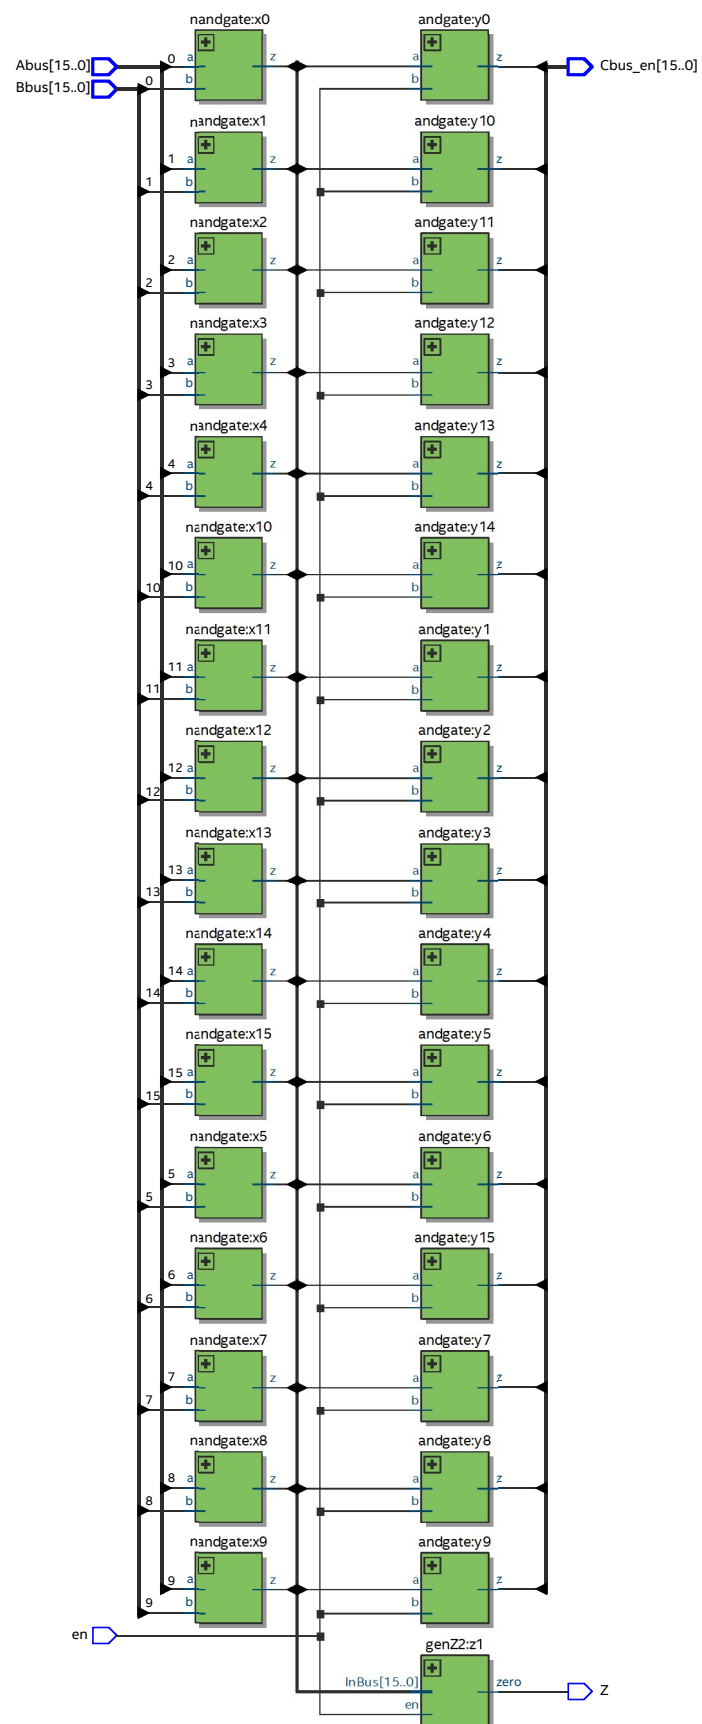 nandgate:x0 andgate:y0
Abus[15..0] 0 a z a z Cbus_en[15..0]
Bbus[15..0] 0 b b
nandgate:x1 andgate:y10
1 a z a z
1 b b
nandgate:x2 andgate:y11
2 a z a z
2 b b
nandgate:x3 andgate:y12
3 a z a z
3 b b
nandgate:x4 andgate:y13
4 a z a z
4 b b
nandgate:x10 andgate:y14
10 a z a z
10 b b
nandgate:x11 andgate:y1
11 a z a z
11 b b
nandgate:x12 andgate:y2
12 a z a z
12 b b
nandgate:x13 andgate:y3
13 a z a z
13 b b
nandgate:x14 andgate:y4
14 a z a z
14 b b
nandgate:x15 andgate:y5
15 a z a z
15 b b
nandgate:x5 andgate:y6
5 a z a z
5 b b
nandgate:x6 andgate:y15
6 a z a z
6 b b
nandgate:x7 andgate:y7
7 a z a z
7 b b
nandgate:x8 andgate:y8
8 a z a z
8 b b
nandgate:x9 andgate:y9
9 a z a z
9 b b
en
genZ2:z1
InBus[15..0] zero Z
en